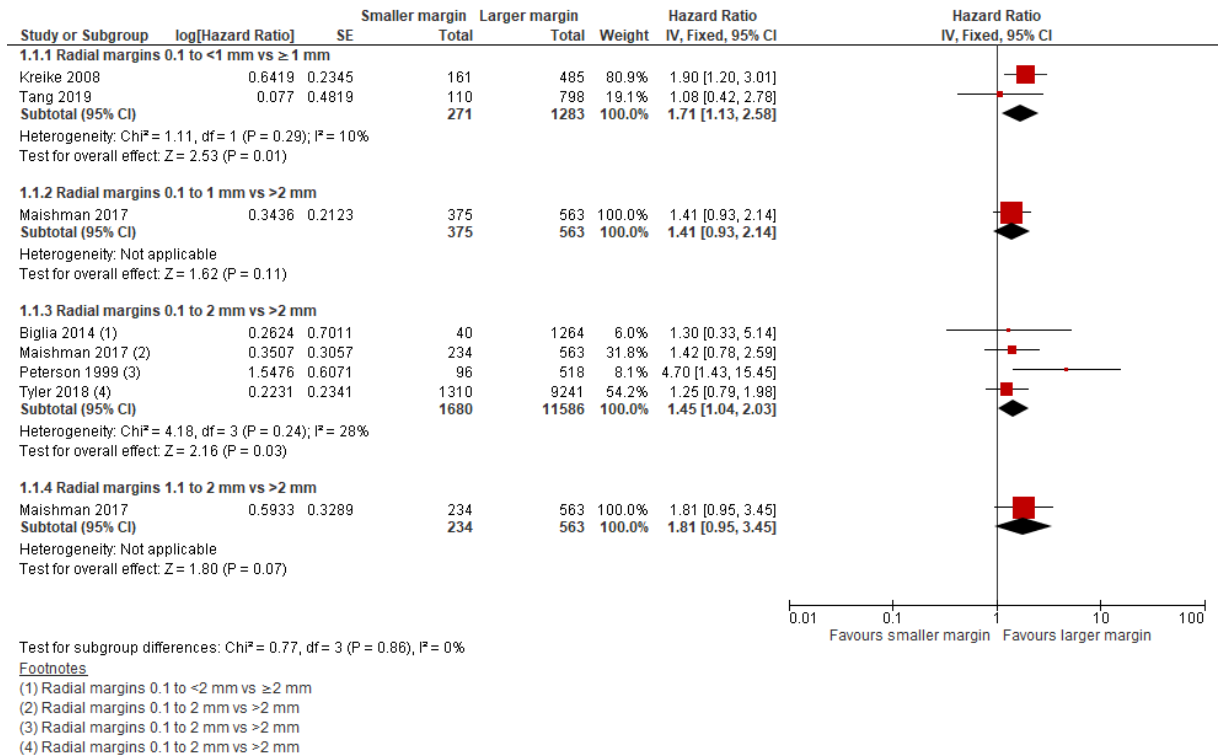 Smaller margin Larger margin Hazard Ratio Hazard Ratio
Study or Subgroup log[Hazard Ratio] SE Total Total Weight IV, Fixed, 95% CI IV, Fixed, 95% CI
1.1.1 Radial margins 0.1 to <1 mm vs ≥ 1 mm
Kreike 2008 0.6419 0.2345 161 485 80.9% 1.90 [1.20, 3.01]
Tang 2019 0.077 0.4819 110 798 19.1% 1.08 [0.42, 2.78]
Subtotal (95% CI) 271 1283 100.0% 1.71 [1.13, 2.58]
Heterogeneity: Chi² = 1.11, df = 1 (P = 0.29); I² = 10%
Test for overall effect: Z = 2.53 (P = 0.01)
1.1.2 Radial margins 0.1 to 1 mm vs >2 mm
Maishman 2017 0.3436 0.2123 375 563 100.0% 1.41 [0.93, 2.14]
Subtotal (95% CI) 375 563 100.0% 1.41 [0.93, 2.14]
Heterogeneity: Not applicable
Test for overall effect: Z = 1.62 (P = 0.11)
1.1.3 Radial margins 0.1 to 2 mm vs >2 mm
Biglia 2014 (1) 0.2624 0.7011 40 1264 6.0% 1.30 [0.33, 5.14]
Maishman 2017 (2) 0.3507 0.3057 234 563 31.8% 1.42 [0.78, 2.59]
Peterson 1999 (3) 1.5476 0.6071 96 518 8.1% 4.70 [1.43, 15.45]
Tyler 2018 (4) 0.2231 0.2341 1310 9241 54.2% 1.25 [0.79, 1.98]
Subtotal (95% CI) 1680 11586 100.0% 1.45 [1.04, 2.03]
Heterogeneity: Chi² = 4.18, df = 3 (P = 0.24); I² = 28%
Test for overall effect: Z = 2.16 (P = 0.03)
1.1.4 Radial margins 1.1 to 2 mm vs >2 mm
Maishman 2017 0.5933 0.3289 234 563 100.0% 1.81 [0.95, 3.45]
Subtotal (95% CI) 234 563 100.0% 1.81 [0.95, 3.45]
Heterogeneity: Not applicable
Test for overall effect: Z = 1.80 (P = 0.07)
0.01 0.1 1 10 100
Favours smaller margin Favours larger margin
Test for subgroup differences: Chi² = 0.77, df = 3 (P = 0.86), I² = 0%
Footnotes
(1) Radial margins 0.1 to <2 mm vs ≥2 mm
(2) Radial margins 0.1 to 2 mm vs >2 mm
(3) Radial margins 0.1 to 2 mm vs >2 mm
(4) Radial margins 0.1 to 2 mm vs >2 mm